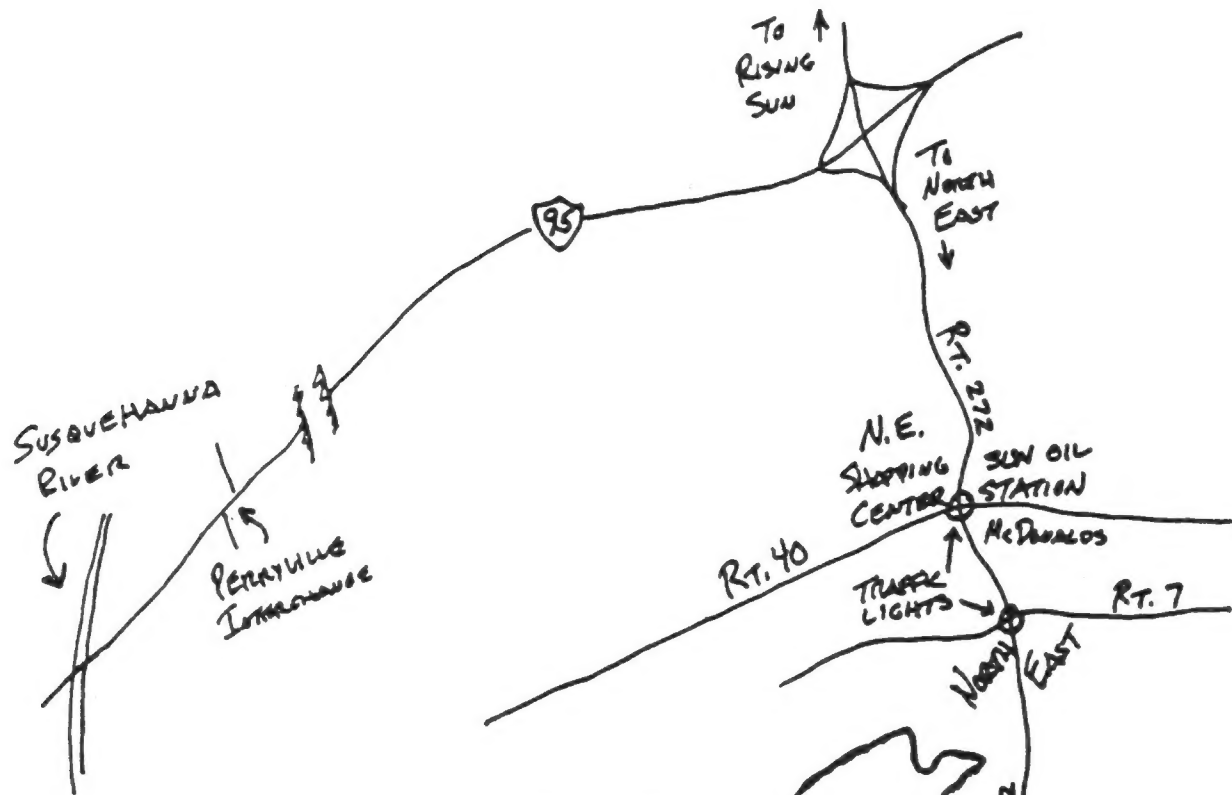 TO
RISING
SUN
TO
NORTH
EAST
95
RT. 272
SUSQUEHANNA
RIVER
PERRYVILLE
INTERCHANGE
N.E.
SHOPPING
CENTER
SUN OIL
STATION
McDONALDS
RT. 40
TRAFFIC
LIGHTS
RT. 7
NORTH EAST